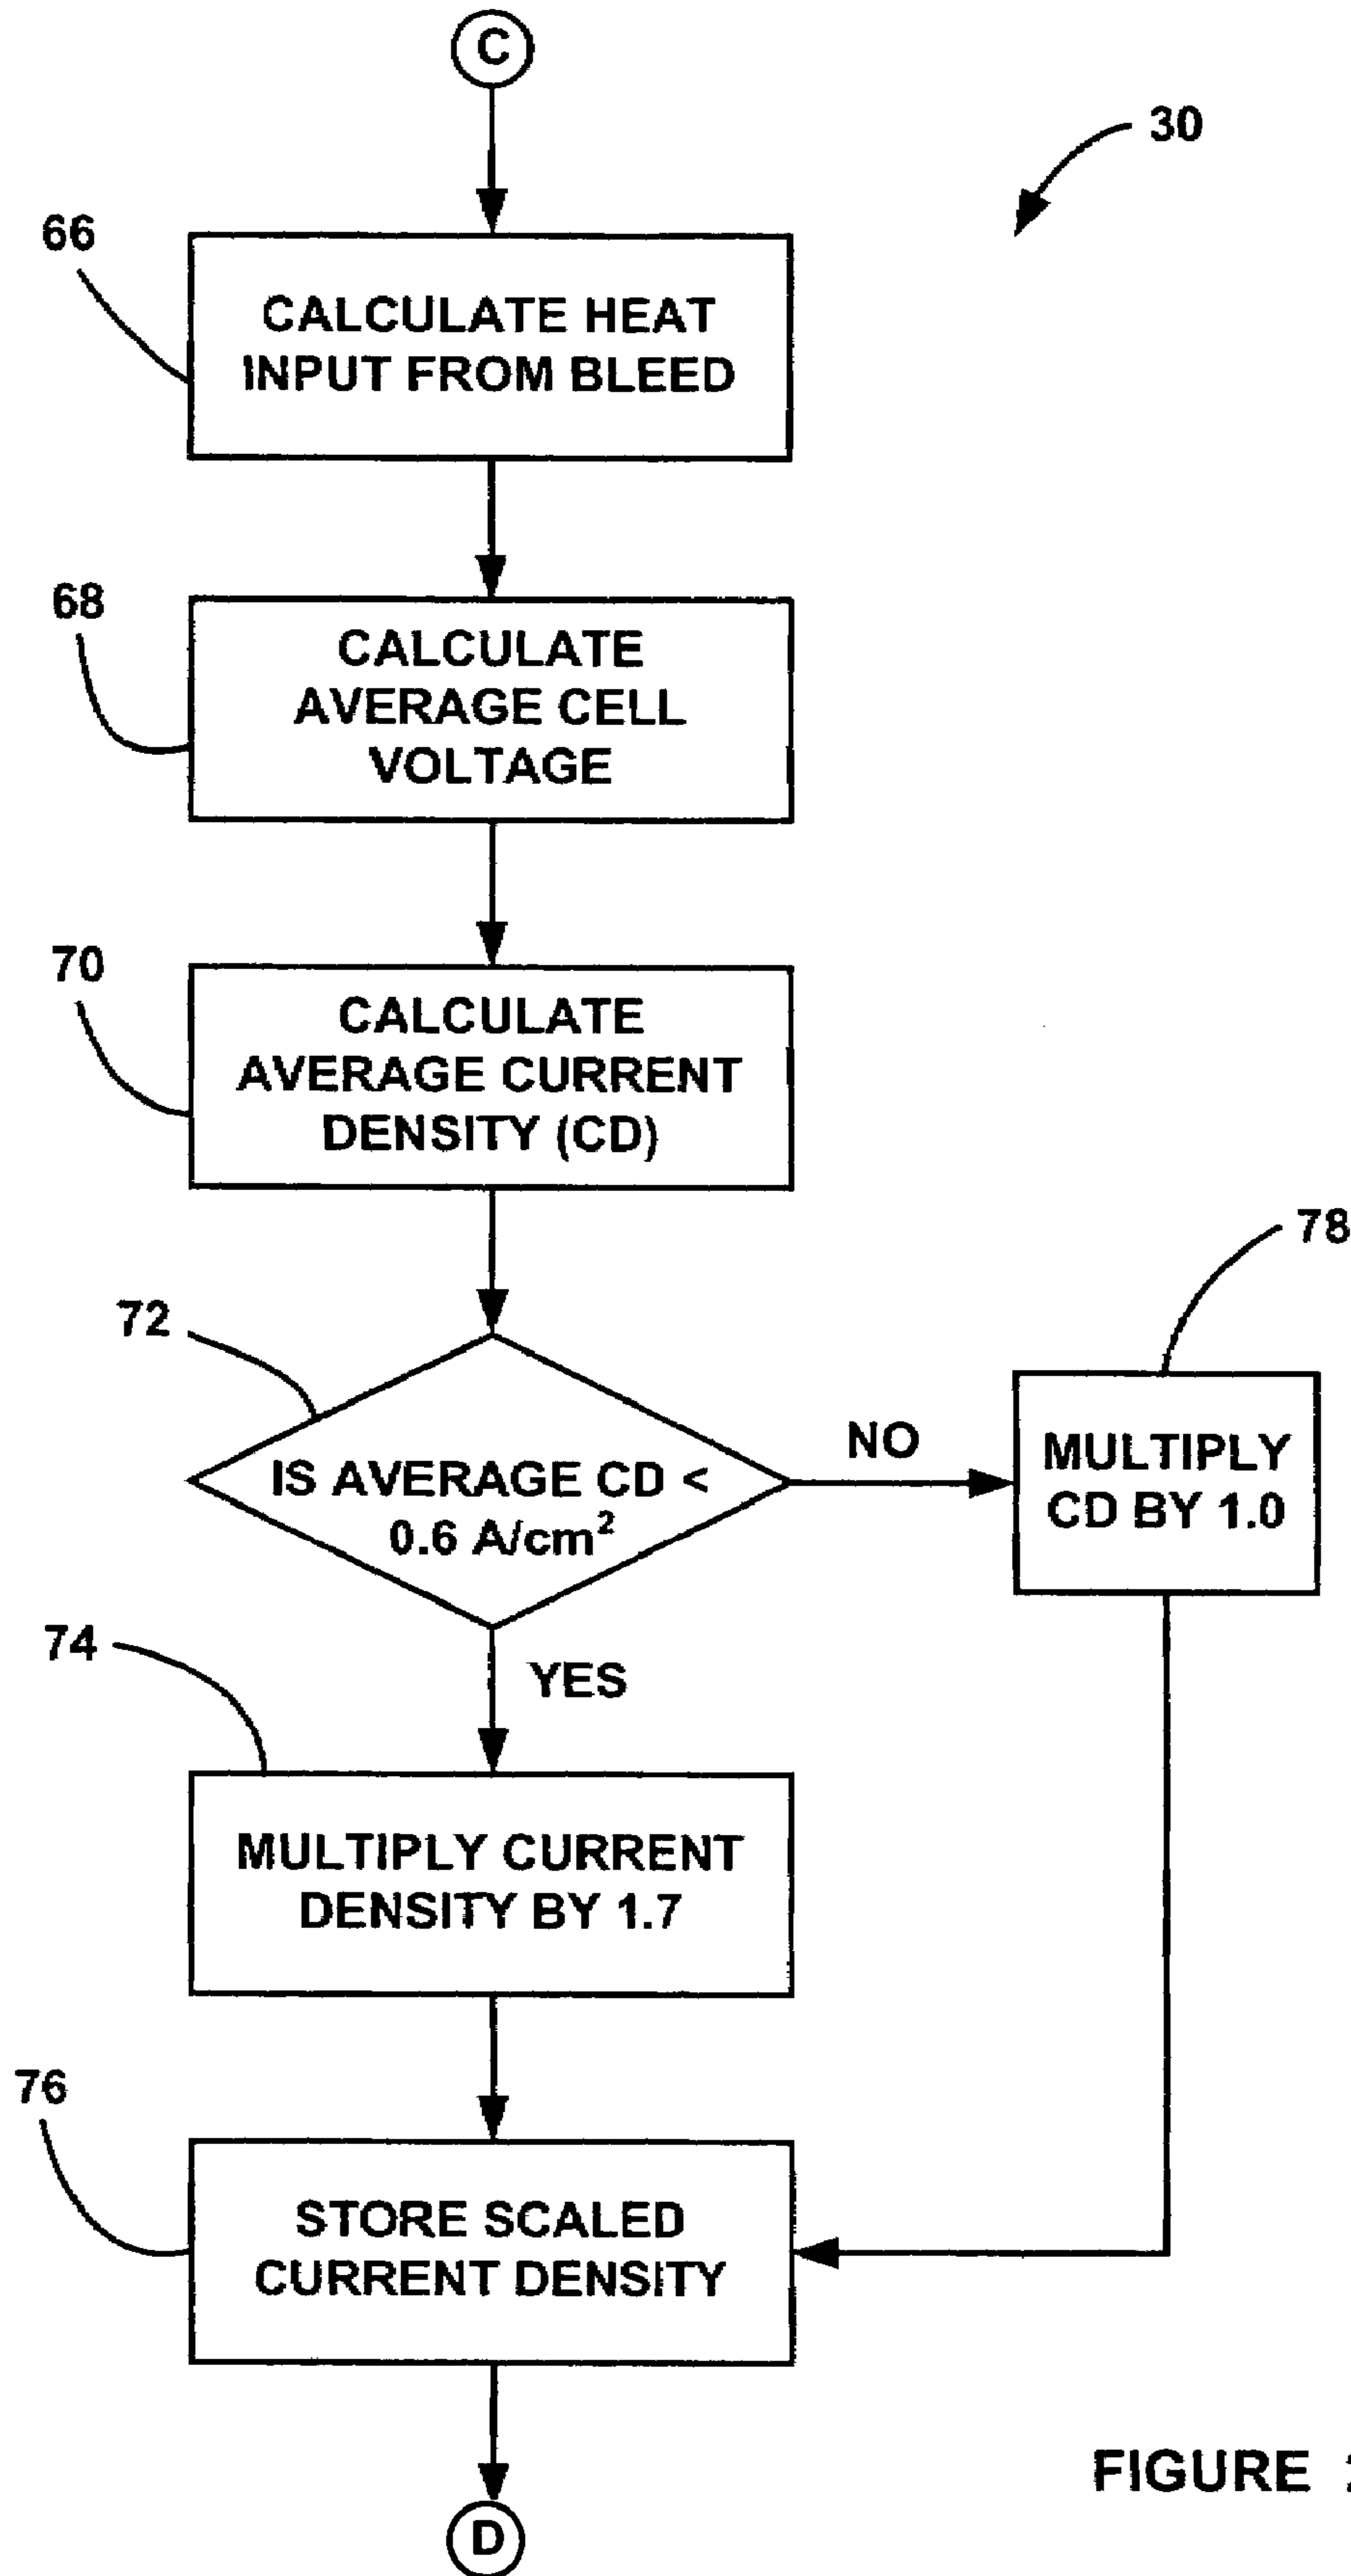 C
30
66
CALCULATE HEAT
INPUT FROM BLEED
68
CALCULATE
AVERAGE CELL
VOLTAGE
70
CALCULATE
AVERAGE CURRENT
DENSITY (CD)
78
72
IS AVERAGE CD <
0.6 A/cm²
NO
MULTIPLY
CD BY 1.0
74
YES
MULTIPLY CURRENT
DENSITY BY 1.7
76
STORE SCALED
CURRENT DENSITY
FIGURE
D